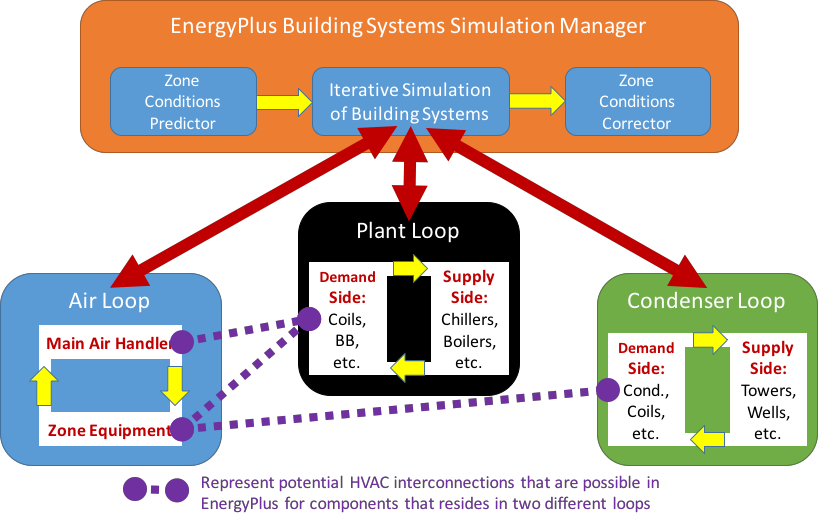 EnergyPlus Building Systems Simulation Manager
Zone
Conditions
Predictor
Iterative Simulation
of Building Systems
Zone
Conditions
Corrector
Plant Loop
Demand
Side:
Coils,
BB,
etc.
Supply
Side:
Chillers,
Boilers,
etc.
Air Loop
Main Air Handler
Zone Equipment
Condenser Loop
Demand
Side:
Cond.,
Coils,
etc.
Supply
Side:
Towers,
Wells,
etc.
Represent potential HVAC interconnections that are possible in
EnergyPlus for components that resides in two different loops